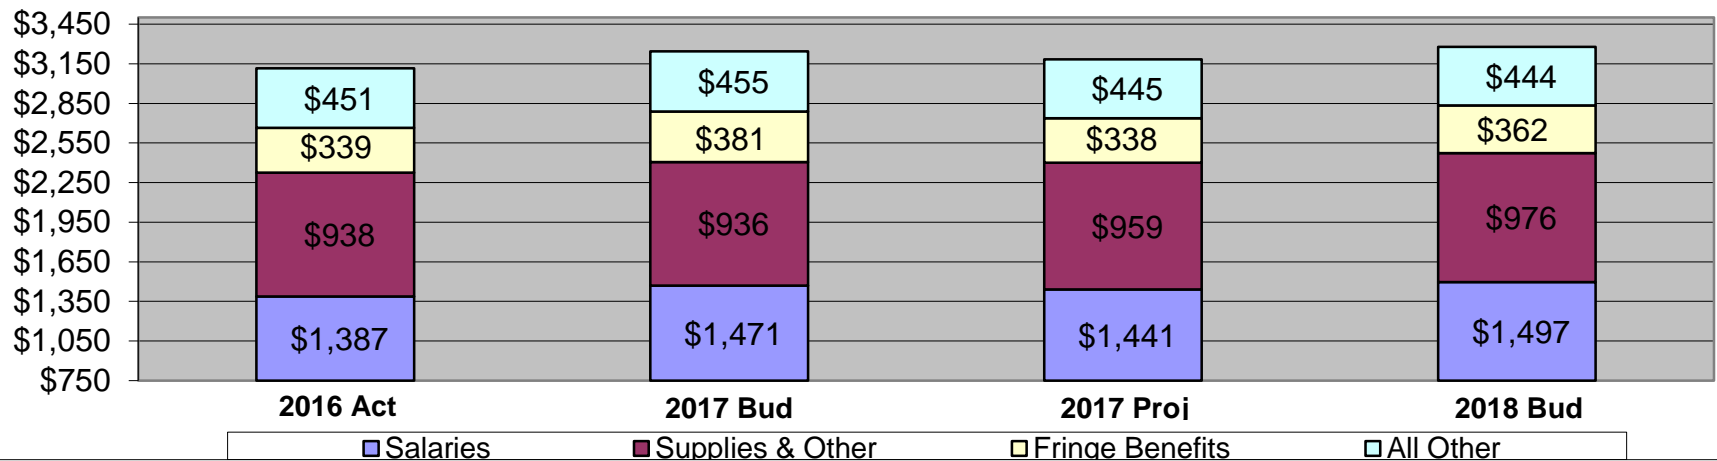 $3,450
$3,150
$2,850
$2,550
$2,250
$1,950
$1,650
$1,350
$1,050
$750
$451 $455 $445 $444
$339 $381 $338 $362
$938 $936 $959 $976
$1,387 $1,471 $1,441 $1,497
2016 Act 2017 Bud 2017 Proj 2018 Bud
Salaries Supplies & Other Fringe Benefits All Other